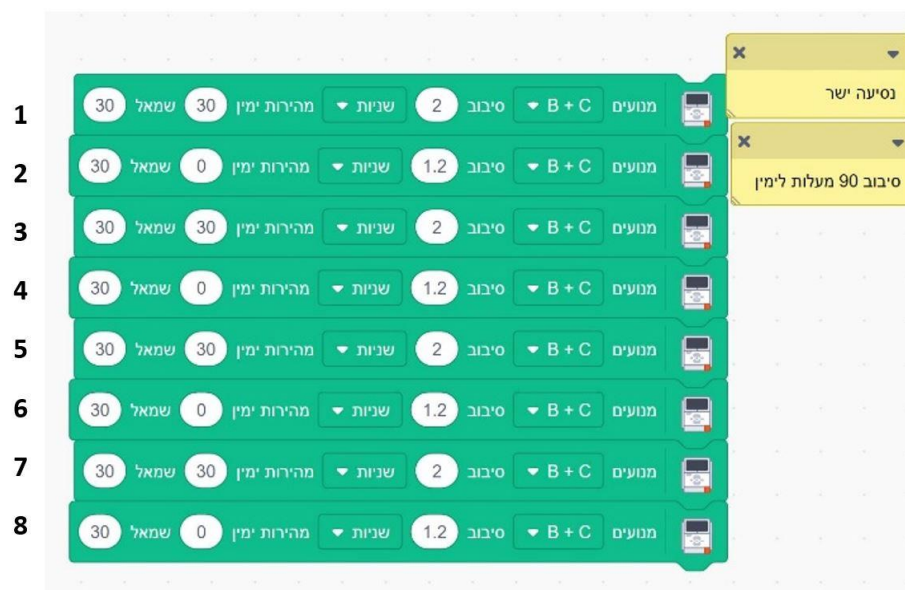 נסיעה ישר
סיבוב 90 מעלות לימין
1 מנועים B + C סיבוב 2 שניות מהירות ימין 30 שמאל 30
2 מנועים B + C סיבוב 1.2 שניות מהירות ימין 0 שמאל 30
3 מנועים B + C סיבוב 2 שניות מהירות ימין 30 שמאל 30
4 מנועים B + C סיבוב 1.2 שניות מהירות ימין 0 שמאל 30
5 מנועים B + C סיבוב 2 שניות מהירות ימין 30 שמאל 30
6 מנועים B + C סיבוב 1.2 שניות מהירות ימין 0 שמאל 30
7 מנועים B + C סיבוב 2 שניות מהירות ימין 30 שמאל 30
8 מנועים B + C סיבוב 1.2 שניות מהירות ימין 0 שמאל 30